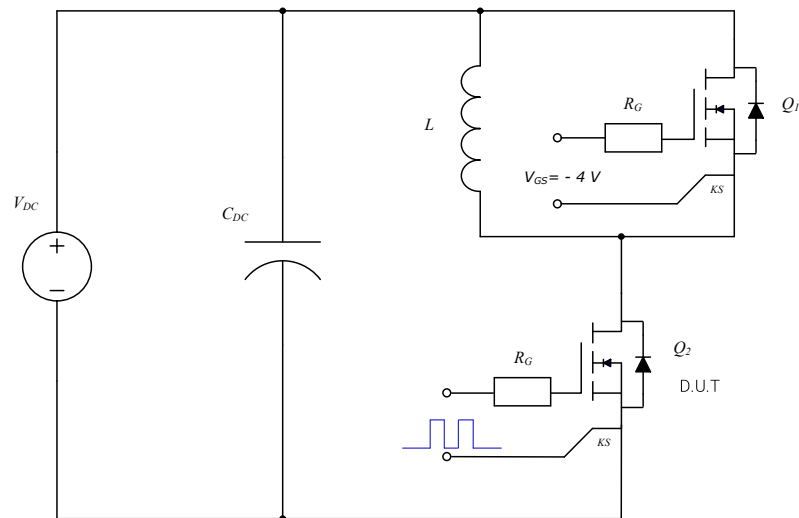 L
R_G
Q_1
V_GS = - 4 V
KS
V_DC
+
−
C_DC
R_G
Q_2
D.U.T
KS